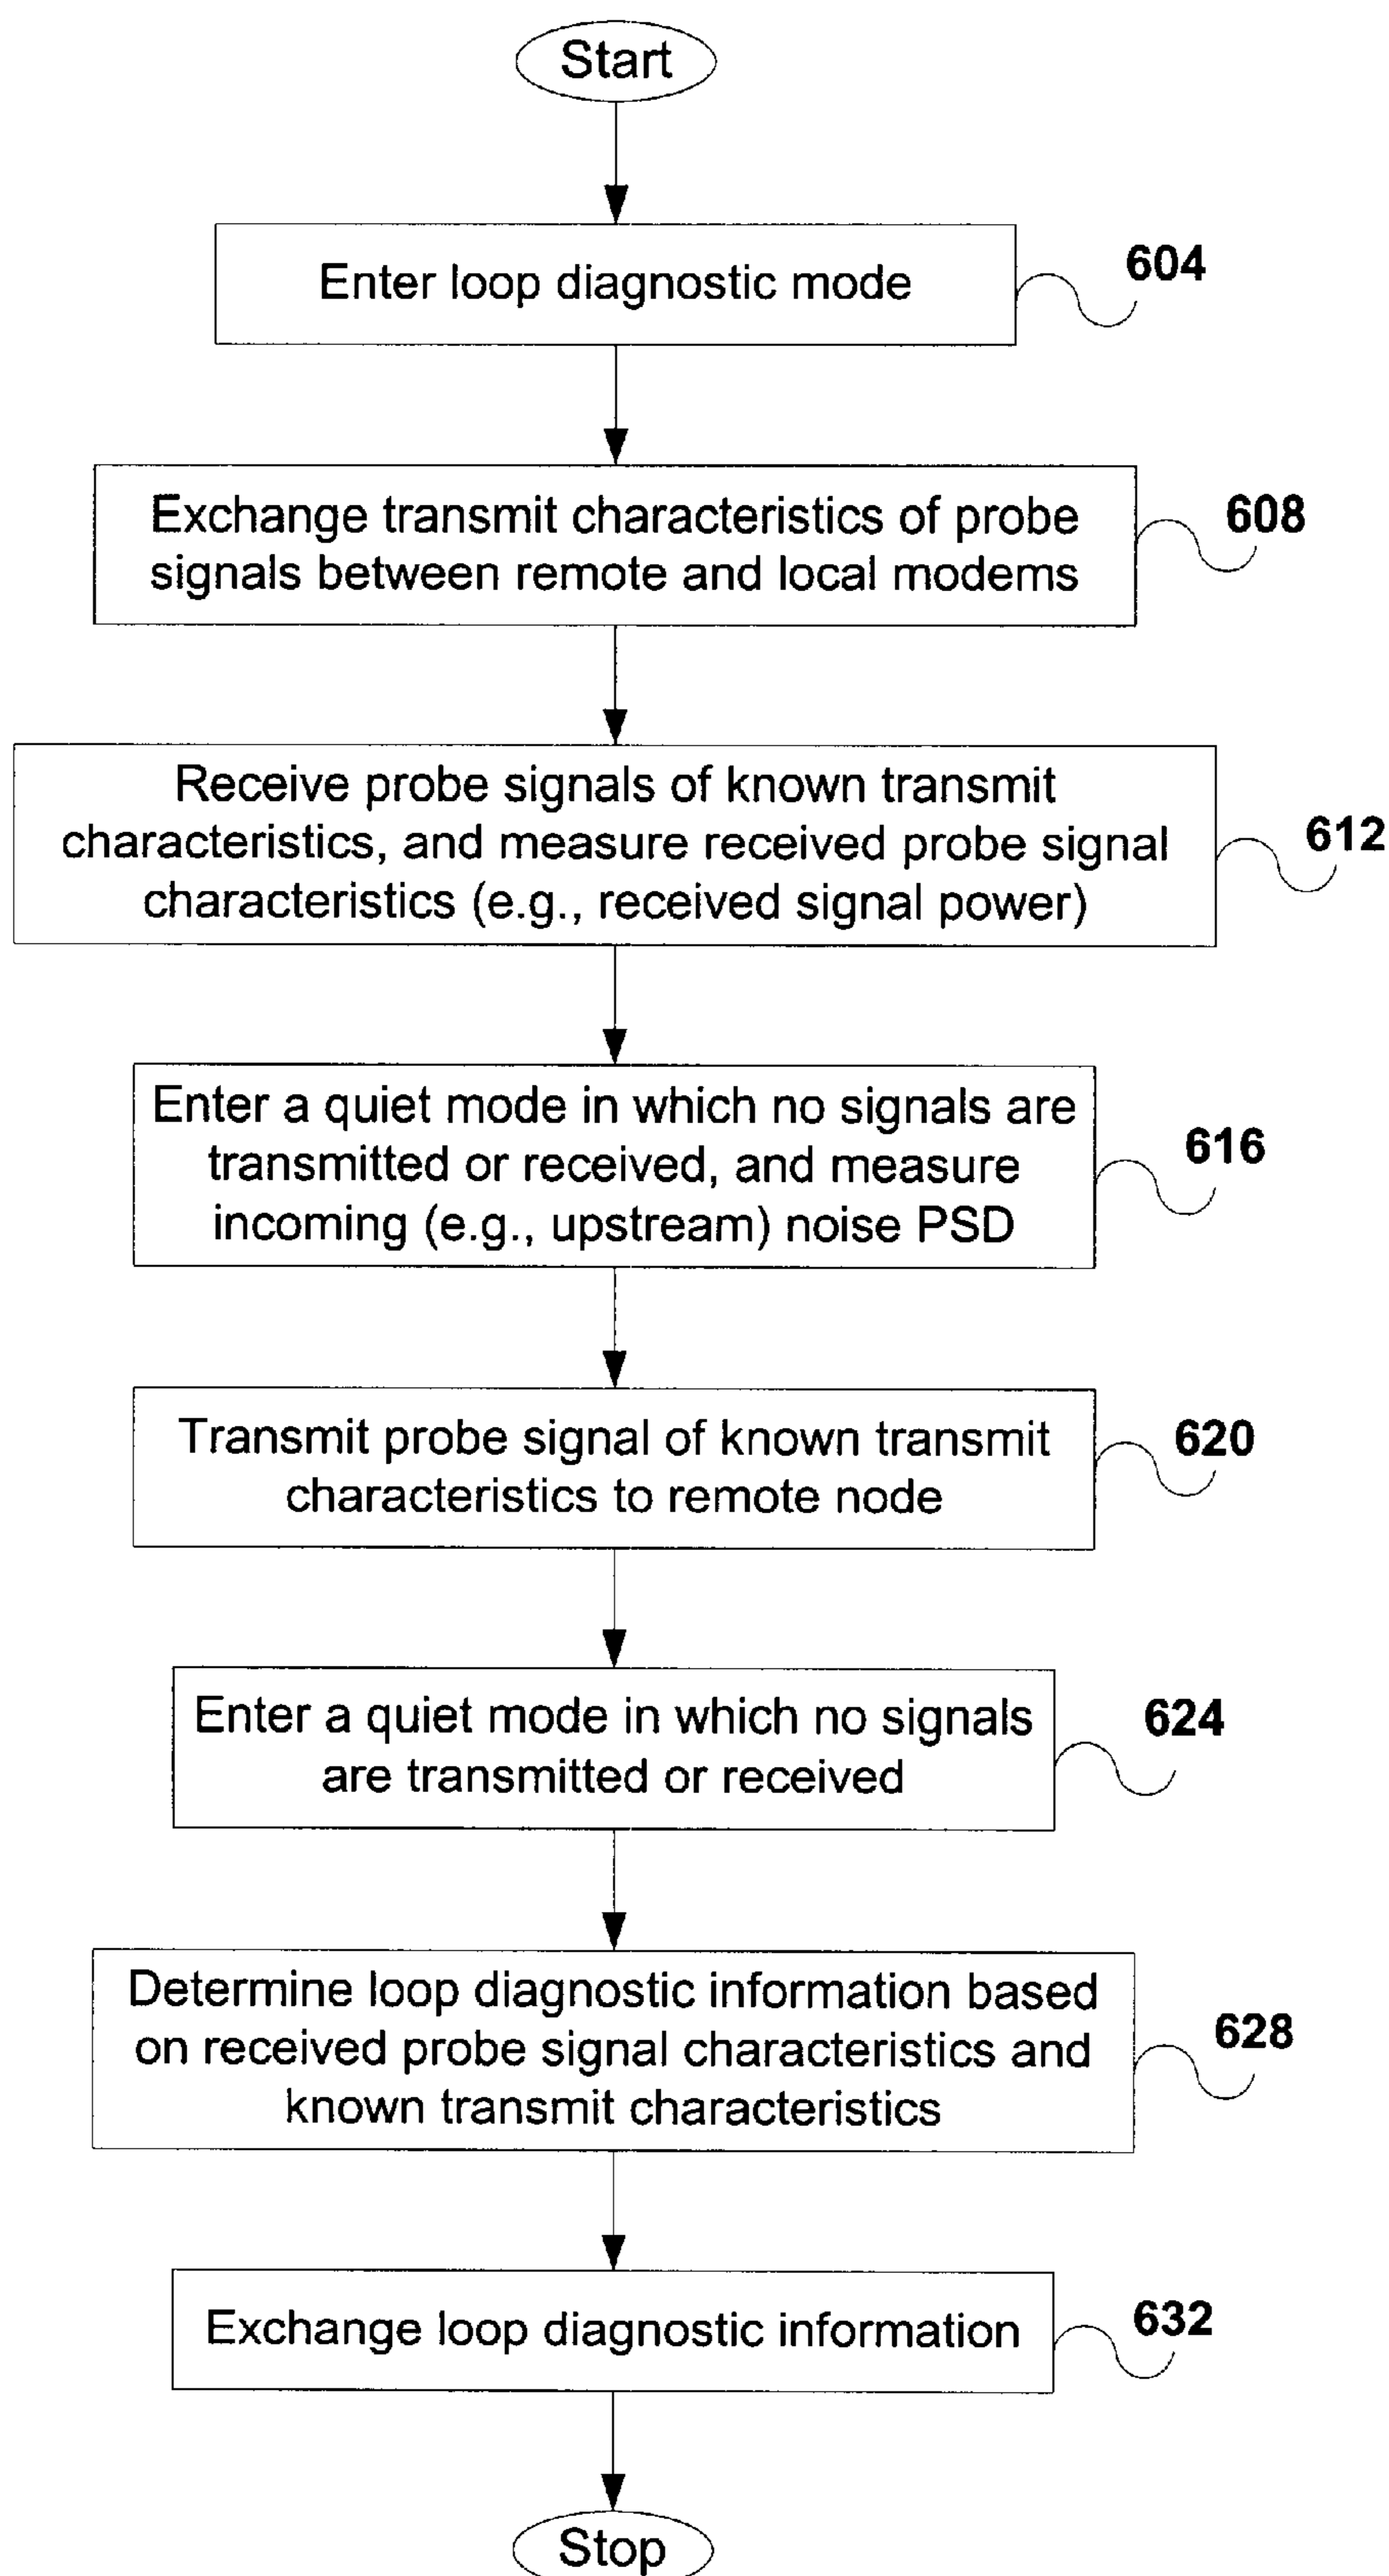 Start
Enter loop diagnostic mode
604
Exchange transmit characteristics of probe
signals between remote and local modems
608
Receive probe signals of known transmit
characteristics, and measure received probe signal
characteristics (e.g., received signal power)
612
Enter a quiet mode in which no signals are
transmitted or received, and measure
incoming (e.g., upstream) noise PSD
616
Transmit probe signal of known transmit
characteristics to remote node
620
Enter a quiet mode in which no signals
are transmitted or received
624
Determine loop diagnostic information based
on received probe signal characteristics and
known transmit characteristics
628
Exchange loop diagnostic information
632
Stop